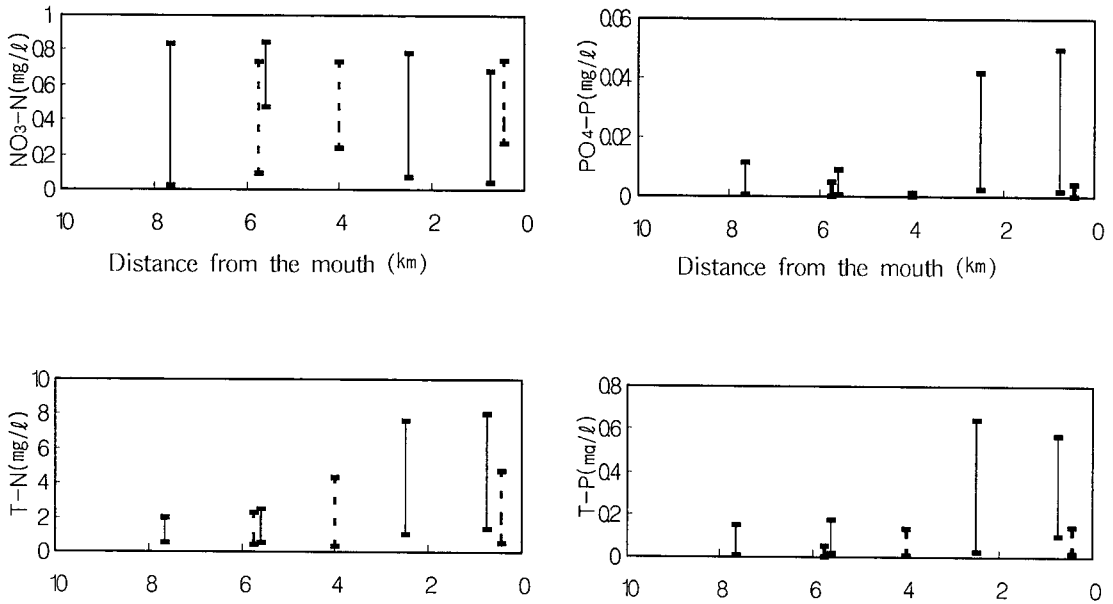 NO3-N(mg/ℓ)
1
0.8
0.6
0.4
0.2
0
10 8 6 4 2 0
Distance from the mouth (km)
PO4-P(mg/ℓ)
0.06
0.04
0.02
0
10 8 6 4 2 0
Distance from the mouth (km)
T-N(mg/ℓ)
10
8
6
4
2
0
10 8 6 4 2 0
T-P(mg/ℓ)
0.8
0.6
0.4
0.2
0
10 8 6 4 2 0